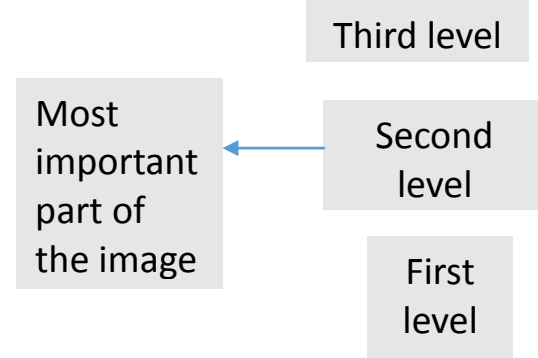 Third level
Most
important
part of
the image
Second
level
First
level